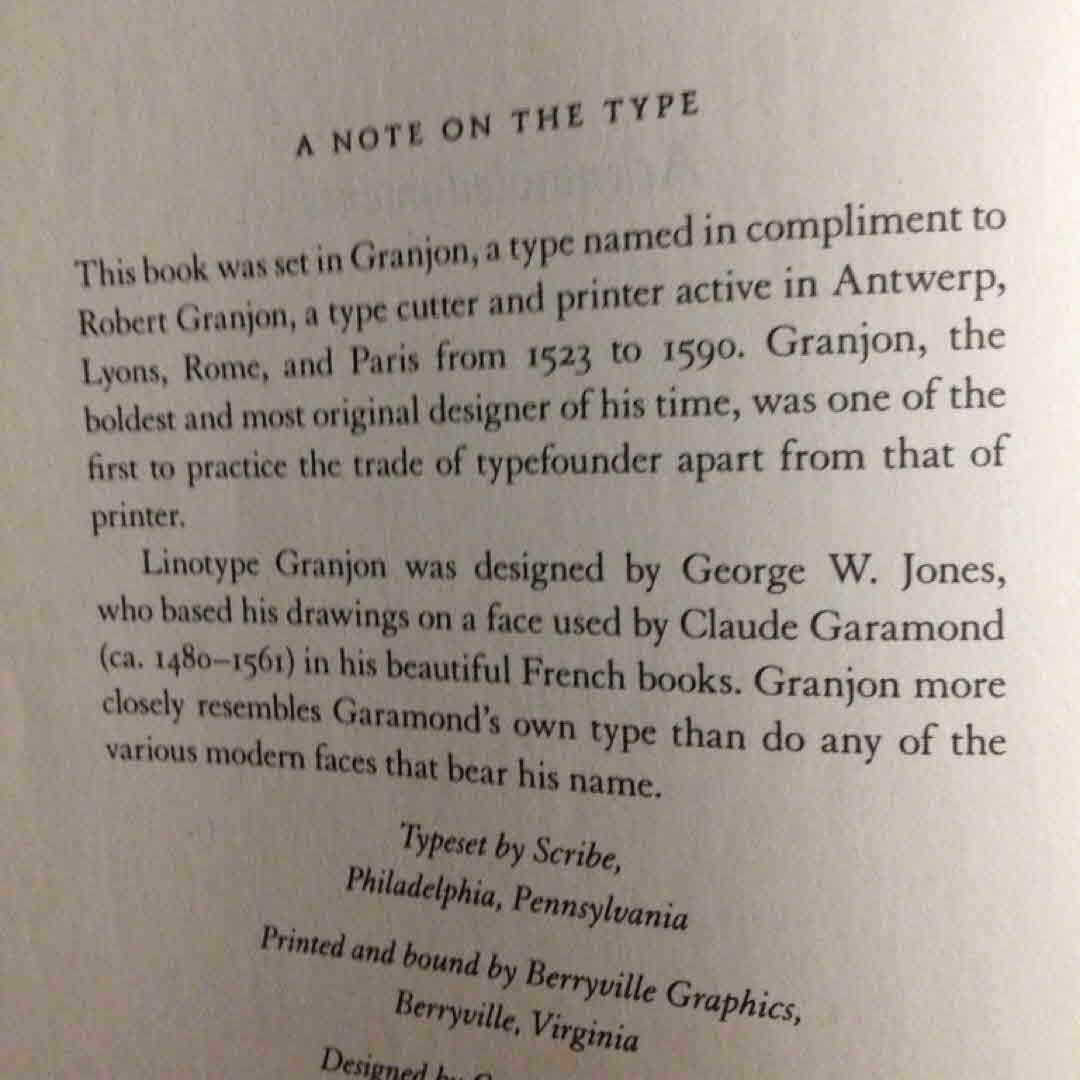 A NOTE ON THE TYPE
This book was set in Granjon, a type named in compliment to
Robert Granjon, a type cutter and printer active in Antwerp,
Lyons, Rome, and Paris from 1523 to 1590. Granjon, the
boldest and most original designer of his time, was one of the
first to practice the trade of typefounder apart from that of
printer.
Linotype Granjon was designed by George W. Jones,
who based his drawings on a face used by Claude Garamond
(ca. 1480–1561) in his beautiful French books. Granjon more
closely resembles Garamond's own type than do any of the
various modern faces that bear his name.
Typeset by Scribe,
Philadelphia, Pennsylvania
Printed and bound by Berryville Graphics,
Berryville, Virginia
Designed by